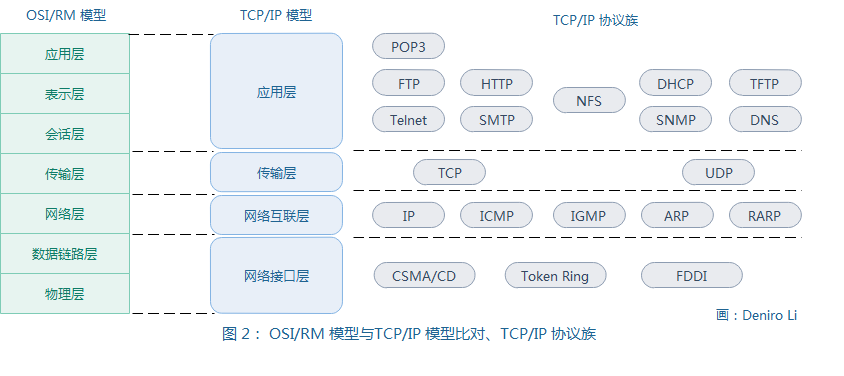 OSI/RM 模型
TCP/IP 模型
TCP/IP 协议族
应用层
表示层
会话层
传输层
网络层
数据链路层
物理层
应用层
传输层
网络互联层
网络接口层
POP3
FTP
HTTP
NFS
DHCP
TFTP
Telnet
SMTP
SNMP
DNS
TCP
UDP
IP
ICMP
IGMP
ARP
RARP
CSMA/CD
Token Ring
FDDI
画：Deniro Li
图 2： OSI/RM 模型与TCP/IP 模型比对、TCP/IP 协议族